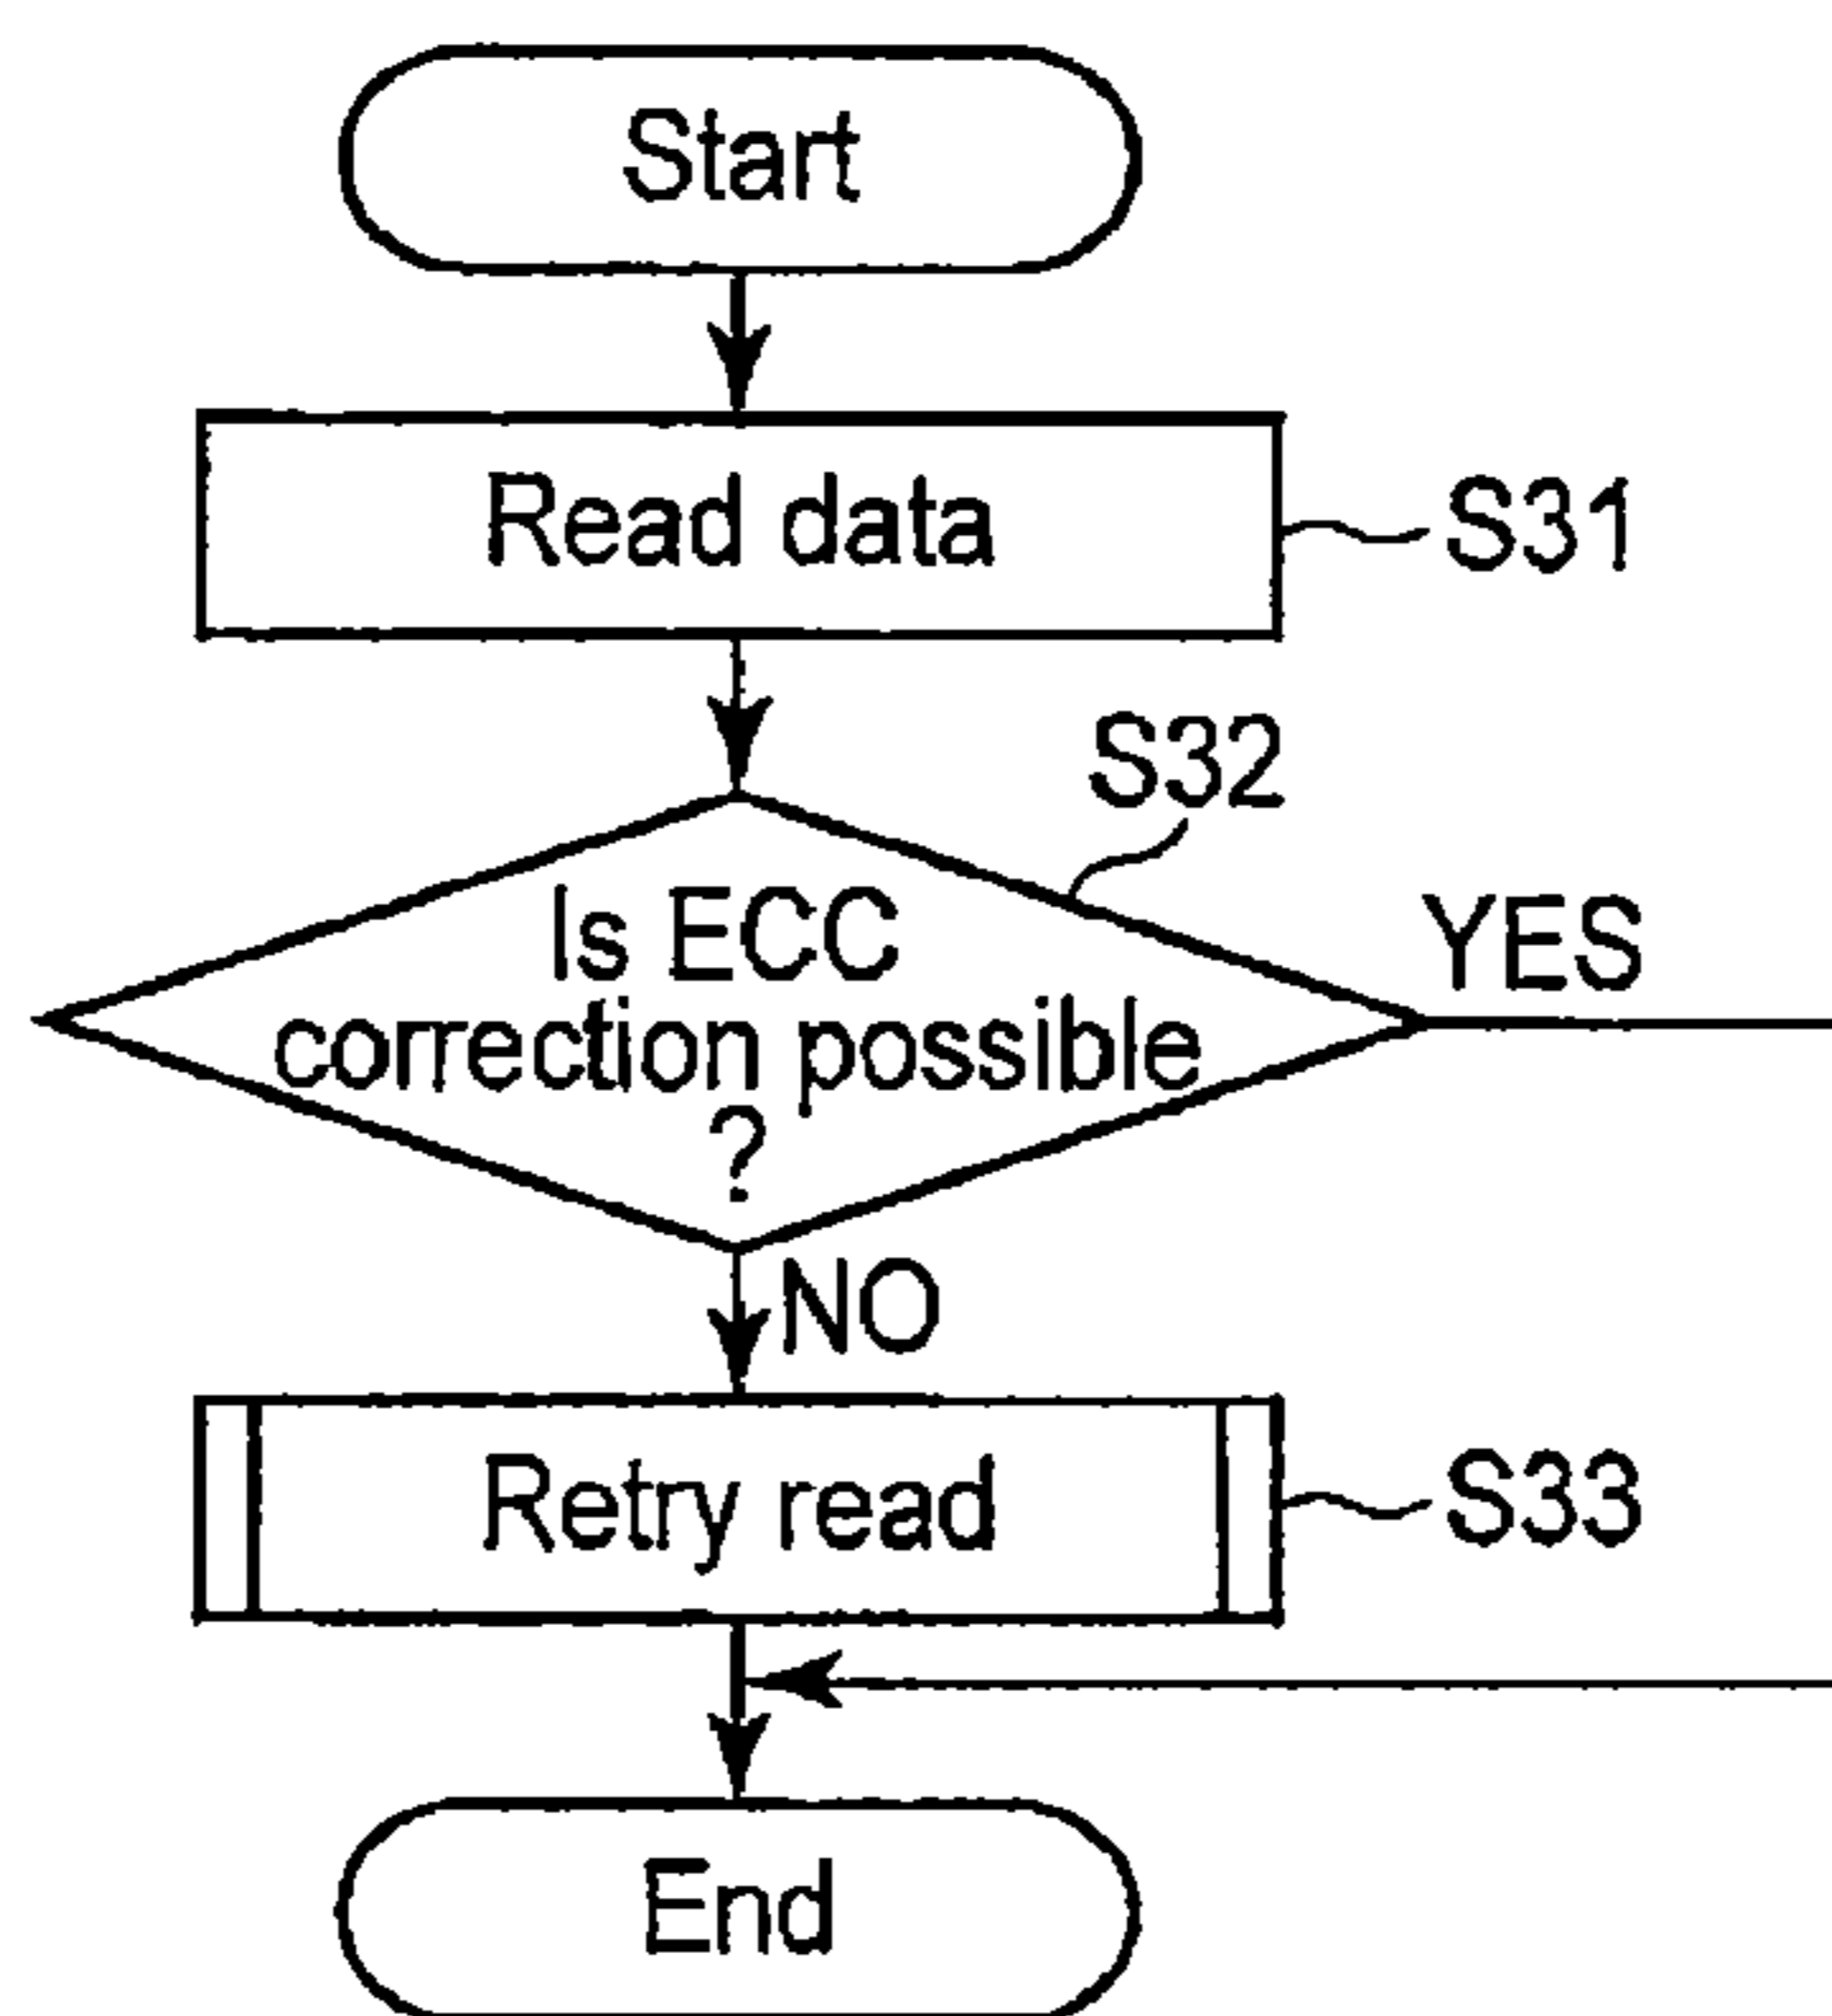 Start
Read data
S31
S32
Is ECC
correction possible
?
YES
NO
Retry read
S33
End